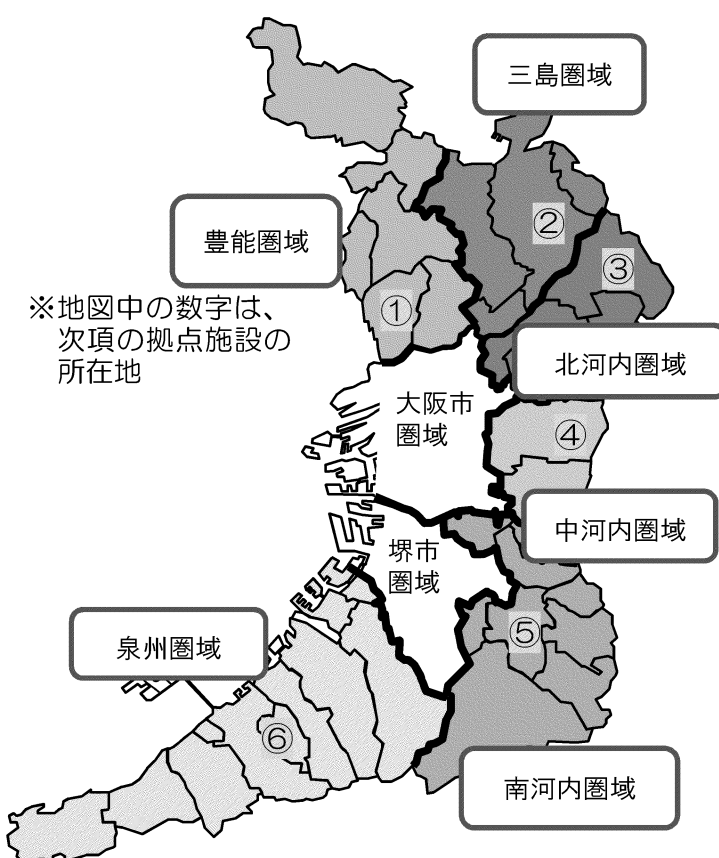 三島圏域
豊能圏域
②
③
※地図中の数字は、
次項の拠点施設の
所在地
①
北河内圏域
大阪市
圏域
④
中河内圏域
堺市
圏域
⑤
泉州圏域
⑥
南河内圏域